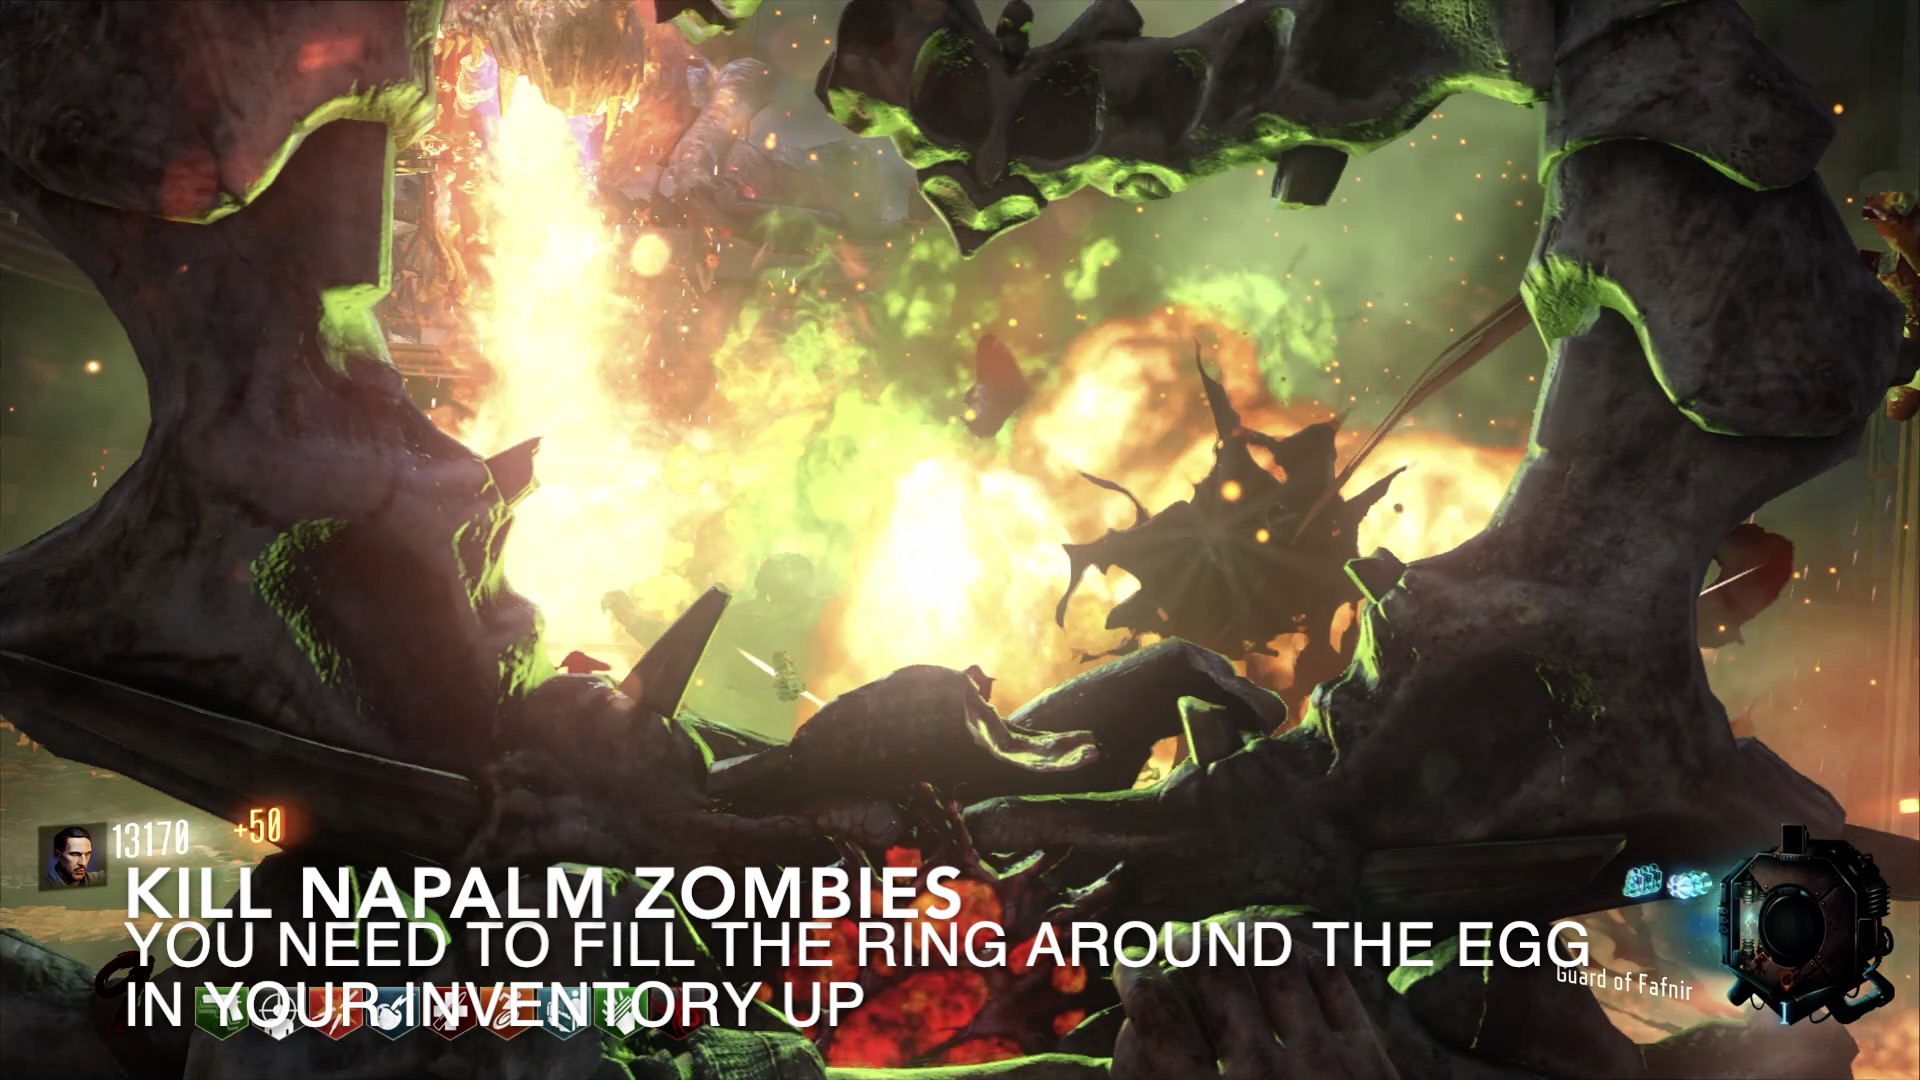 13170
+50
KILL NAPALM ZOMBIES
YOU NEED TO FILL THE RING AROUND THE EGG
IN YOUR INVENTORY UP
Guard of Fafnir
I